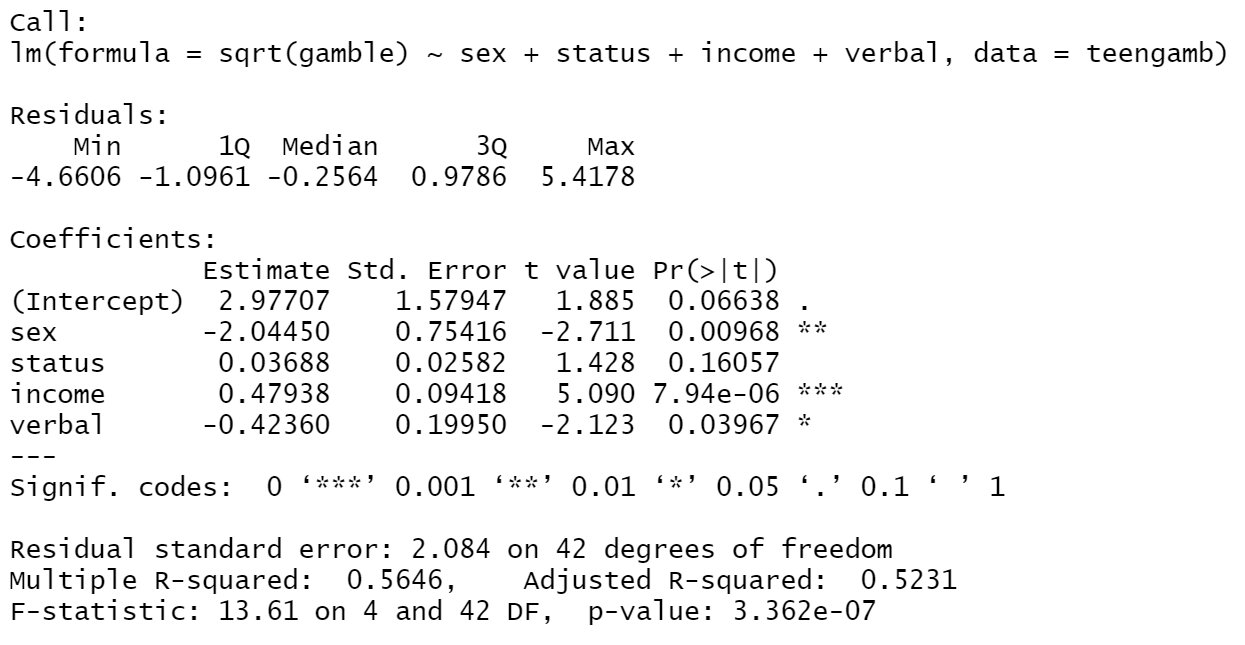 Call:
lm(formula = sqrt(gamble) ~ sex + status + income + verbal, data = teengamb)
Residuals:
    Min      1Q  Median      3Q     Max
-4.6606 -1.0961 -0.2564  0.9786  5.4178
Coefficients:
            Estimate Std. Error t value Pr(>|t|)
(Intercept)  2.97707    1.57947   1.885  0.06638 .
sex         -2.04450    0.75416  -2.711  0.00968 **
status       0.03688    0.02582   1.428  0.16057
income       0.47938    0.09418   5.090 7.94e-06 ***
verbal      -0.42360    0.19950  -2.123  0.03967 *
---
Signif. codes:  0 ‘***’ 0.001 ‘**’ 0.01 ‘*’ 0.05 ‘.’ 0.1 ‘ ’ 1
Residual standard error: 2.084 on 42 degrees of freedom
Multiple R-squared:  0.5646,    Adjusted R-squared:  0.5231
F-statistic: 13.61 on 4 and 42 DF,  p-value: 3.362e-07